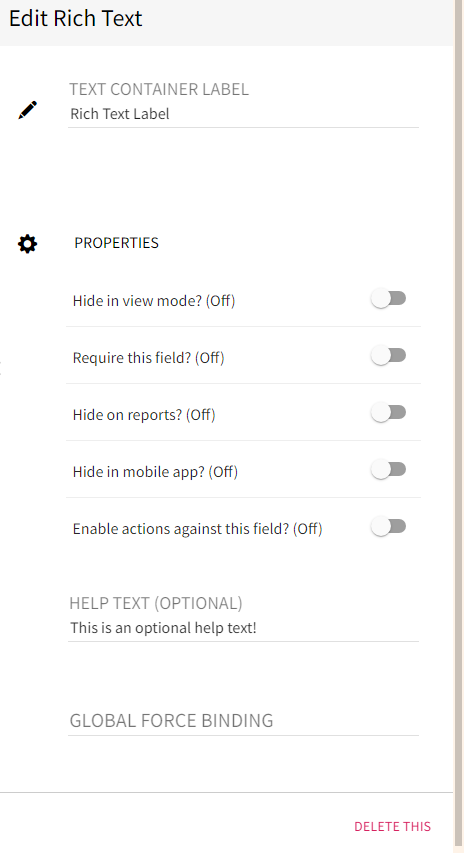 Edit Rich Text
TEXT CONTAINER LABEL
Rich Text Label
PROPERTIES
Hide in view mode? (Off)
Require this field? (Off)
Hide on reports? (Off)
Hide in mobile app? (Off)
Enable actions against this field? (Off)
HELP TEXT (OPTIONAL)
This is an optional help text!
GLOBAL FORCE BINDING
DELETE THIS